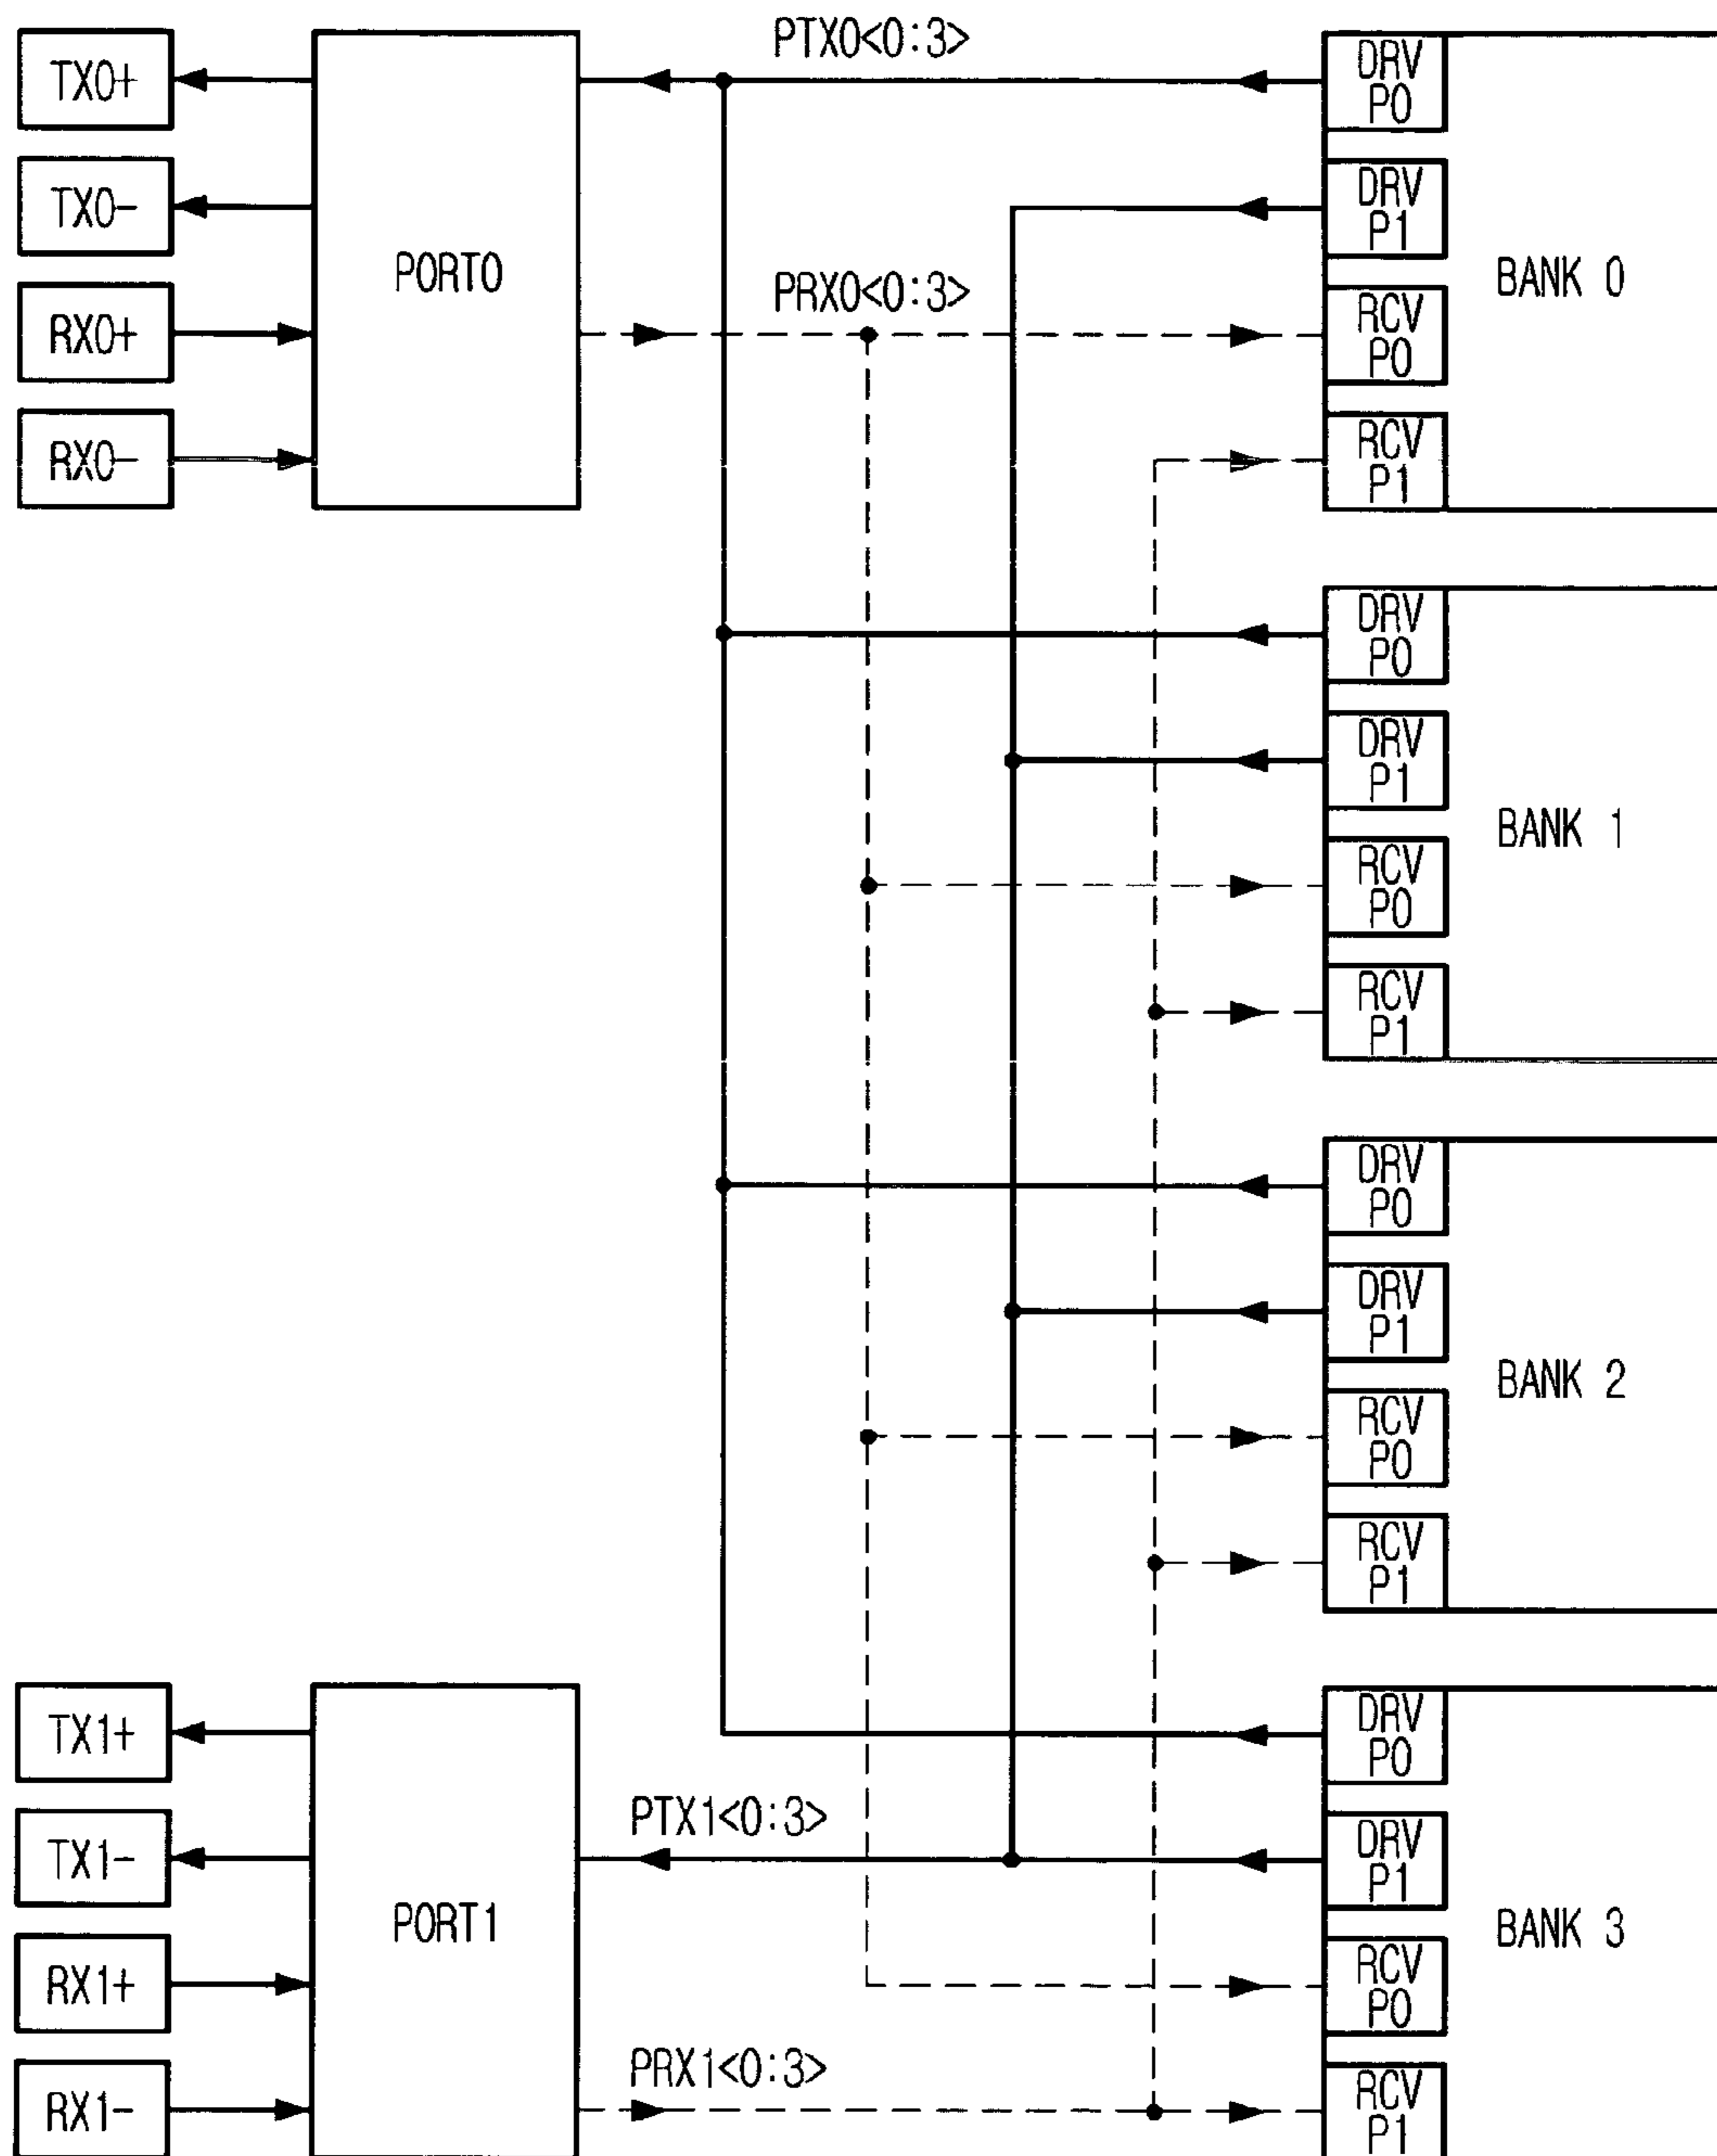 PTX0<0:3>
TX0+
TX0-
RX0+
RX0-
PORT0
PRX0<0:3>
DRV
P0
DRV
P1
RCV
P0
RCV
P1
BANK 0
DRV
P0
DRV
P1
RCV
P0
RCV
P1
BANK 1
DRV
P0
DRV
P1
RCV
P0
RCV
P1
BANK 2
TX1+
TX1-
RX1+
RX1-
PORT1
PTX1<0:3>
PRX1<0:3>
DRV
P0
DRV
P1
RCV
P0
RCV
P1
BANK 3